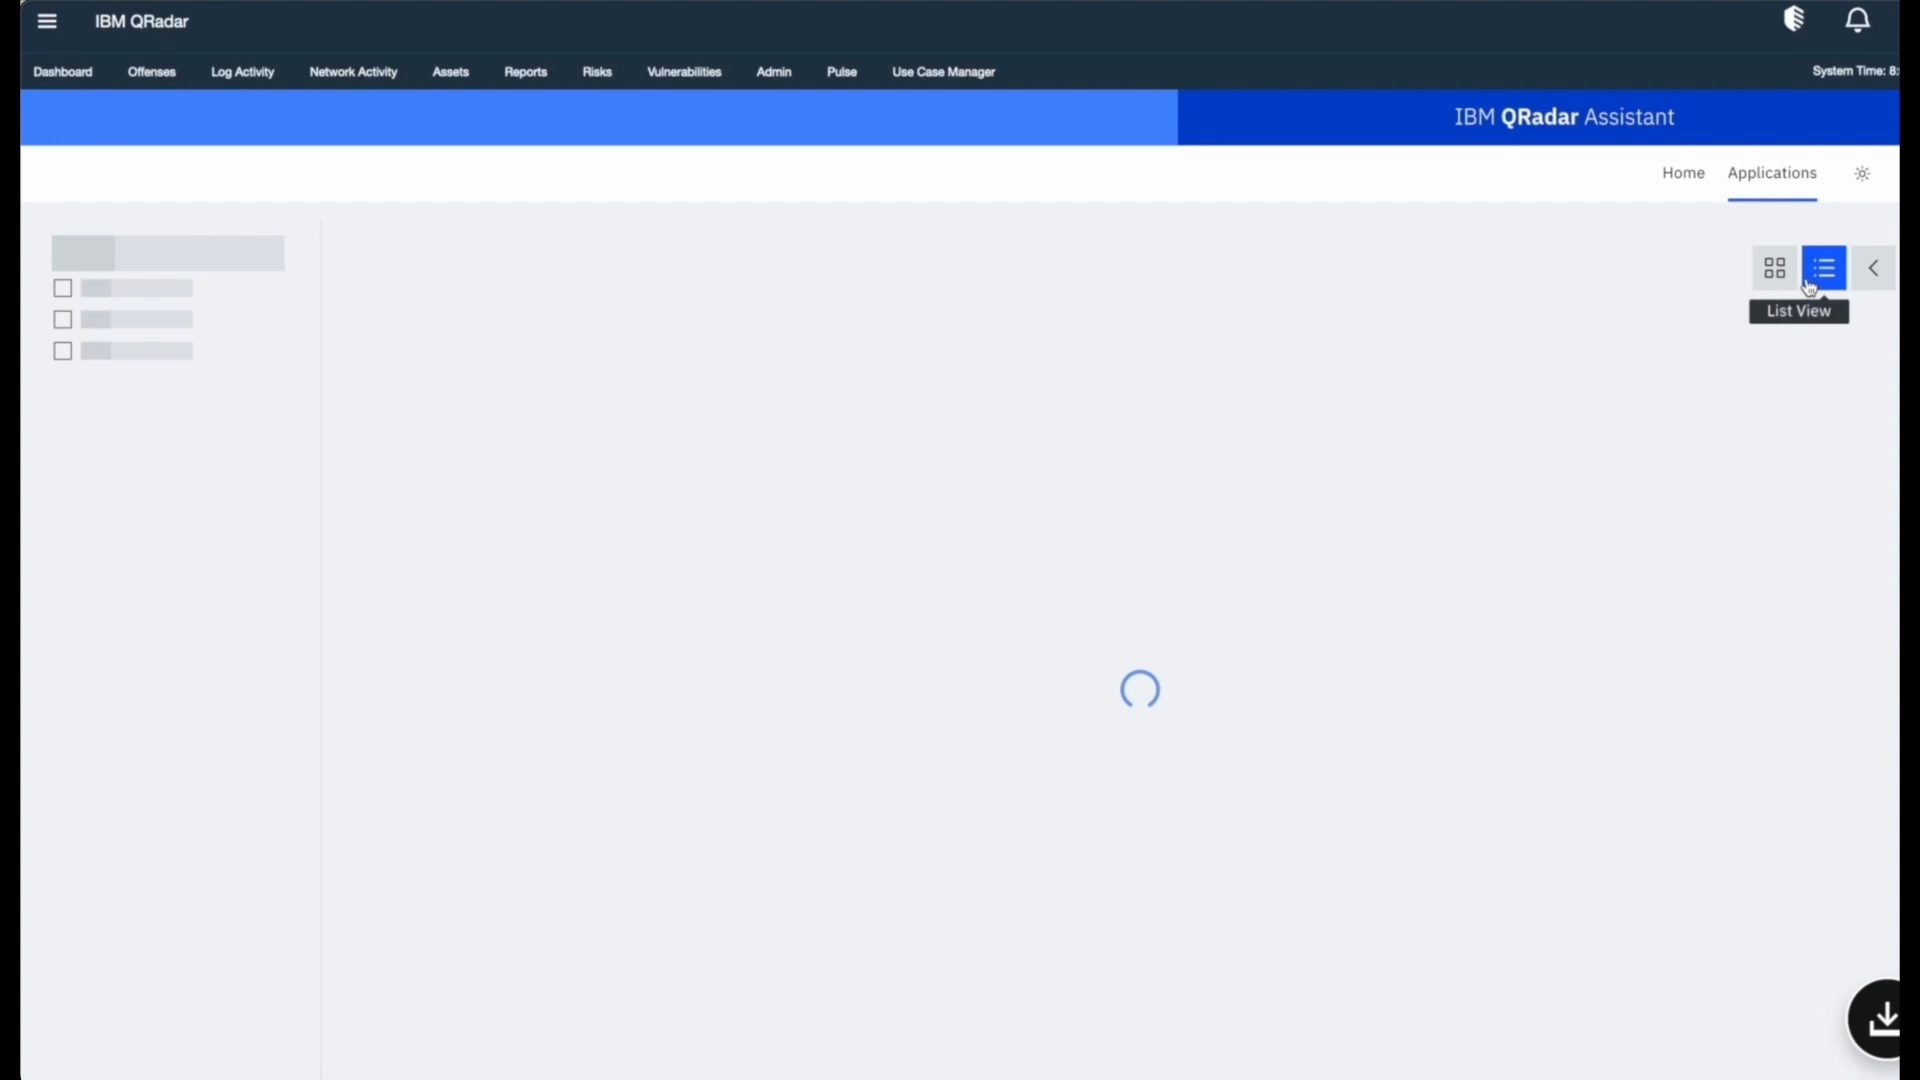 IBM QRadar
Dashboard Offenses Log Activity Network Activity Assets Reports Risks Vulnerabilities Admin Pulse Use Case Manager System Time: 8:
IBM QRadar Assistant
Home Applications
List View